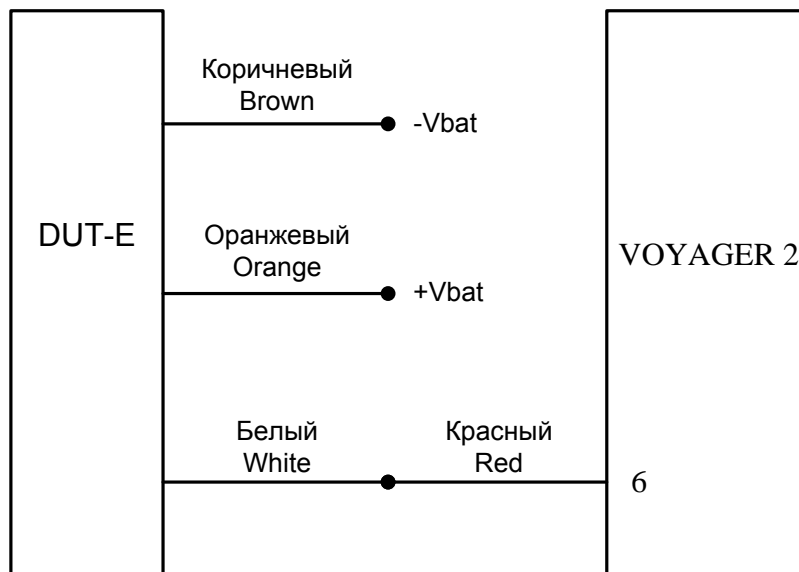 Коричневый
Brown
-Vbat
DUT-E
Оранжевый
Orange
VOYAGER 2
+Vbat
Белый
White
Красный
Red
6